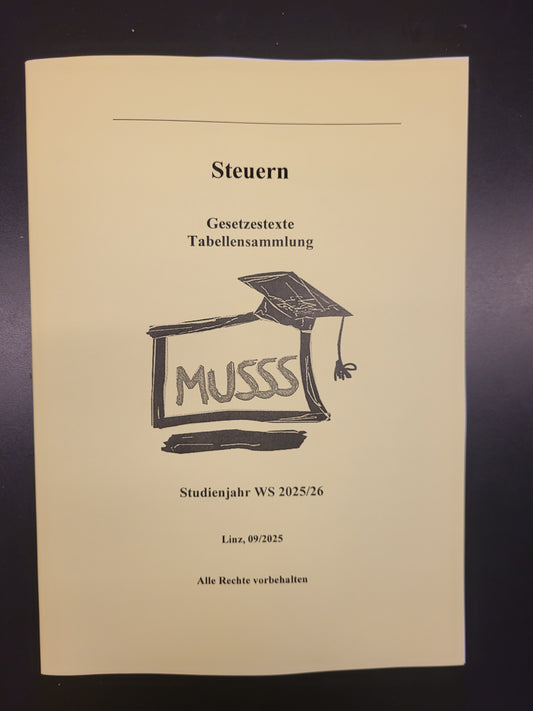 Steuern
Gesetzestexte
Tabellensammlung
MUSSS
Studienjahr WS 2025/26
Linz, 09/2025
Alle Rechte vorbehalten